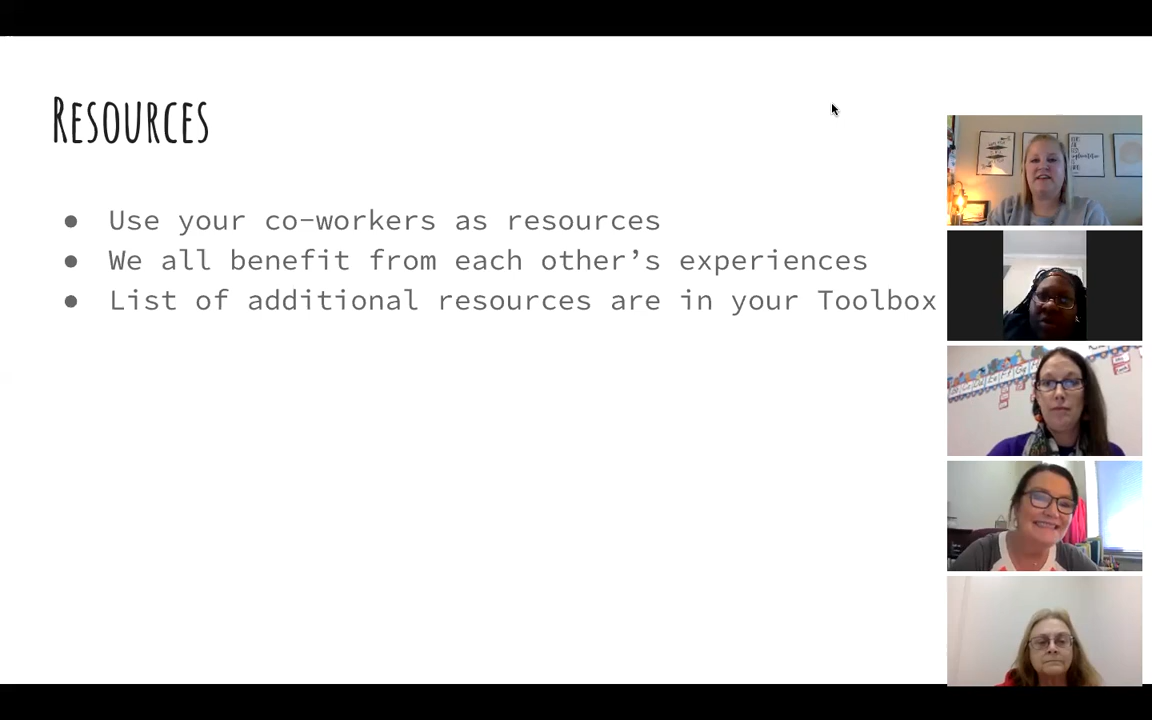 Resources
● Use your co-workers as resources
● We all benefit from each other’s experiences
● List of additional resources are in your Toolbox